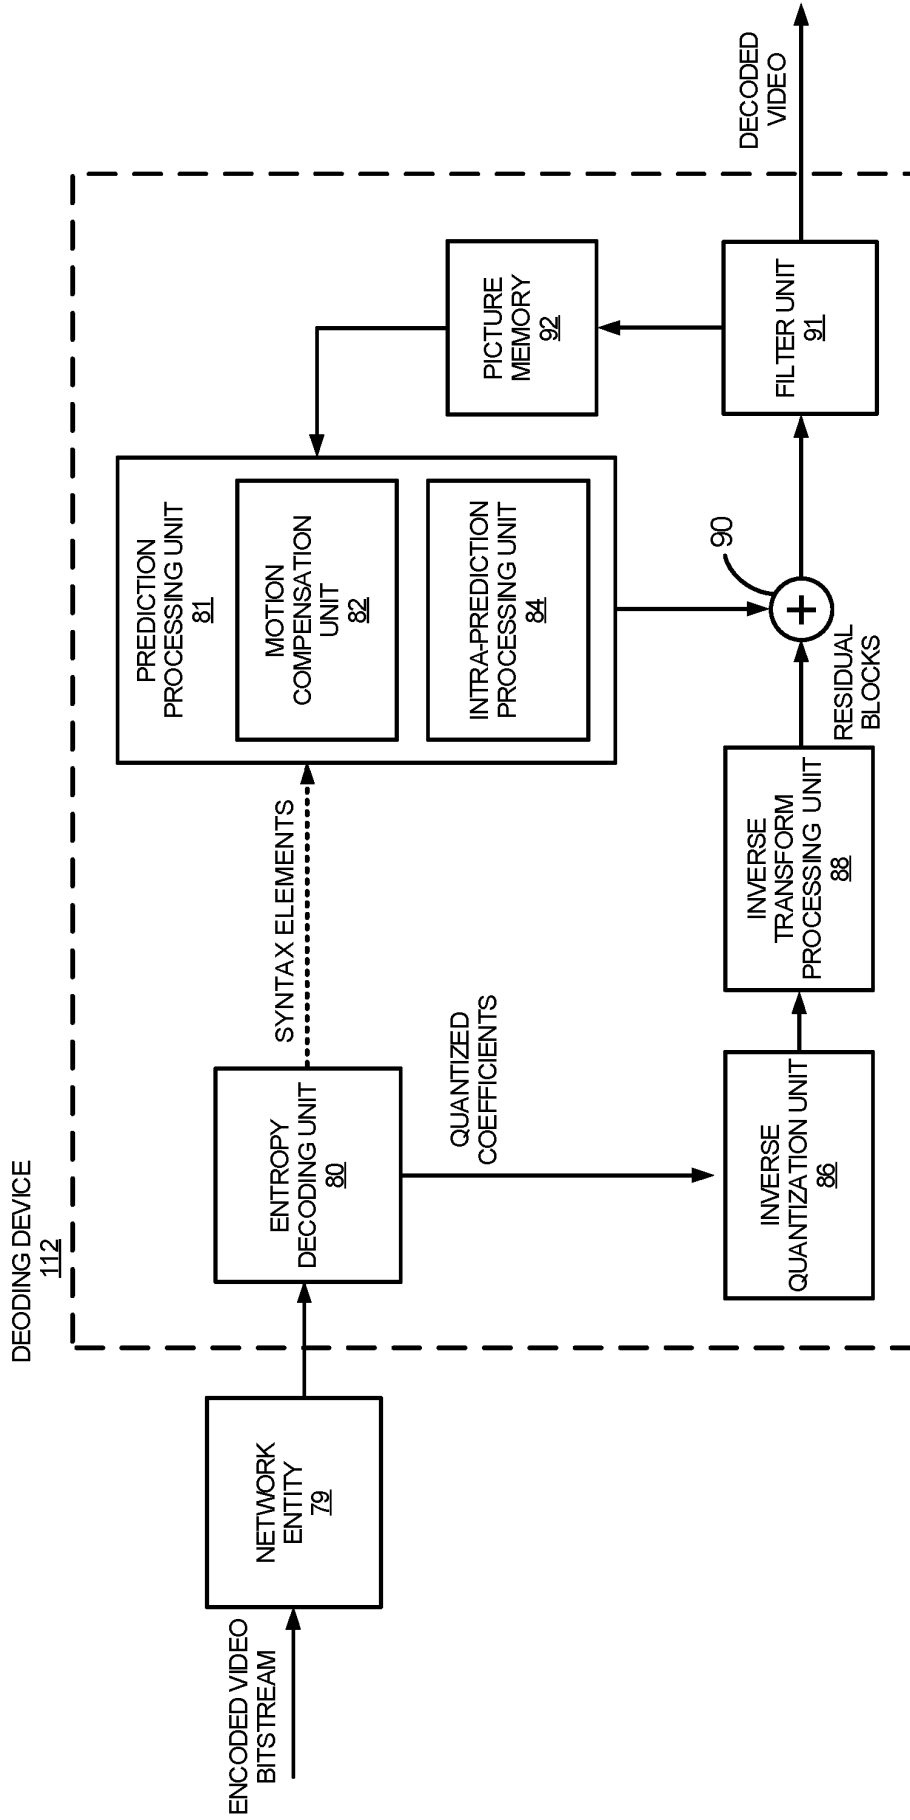 DEODING DEVICE
112
ENCODED VIDEO
BITSTREAM
NETWORK
ENTITY
79
ENTROPY
DECODING UNIT
80
SYNTAX ELEMENTS
QUANTIZED
COEFFICIENTS
PREDICTION
PROCESSING UNIT
81
MOTION
COMPENSATION
UNIT
82
INTRA-PREDICTION
PROCESSING UNIT
84
PICTURE
MEMORY
92
INVERSE
QUANTIZATION UNIT
86
INVERSE
TRANSFORM
PROCESSING UNIT
88
RESIDUAL
BLOCKS
90
+
FILTER UNIT
91
DECODED
VIDEO